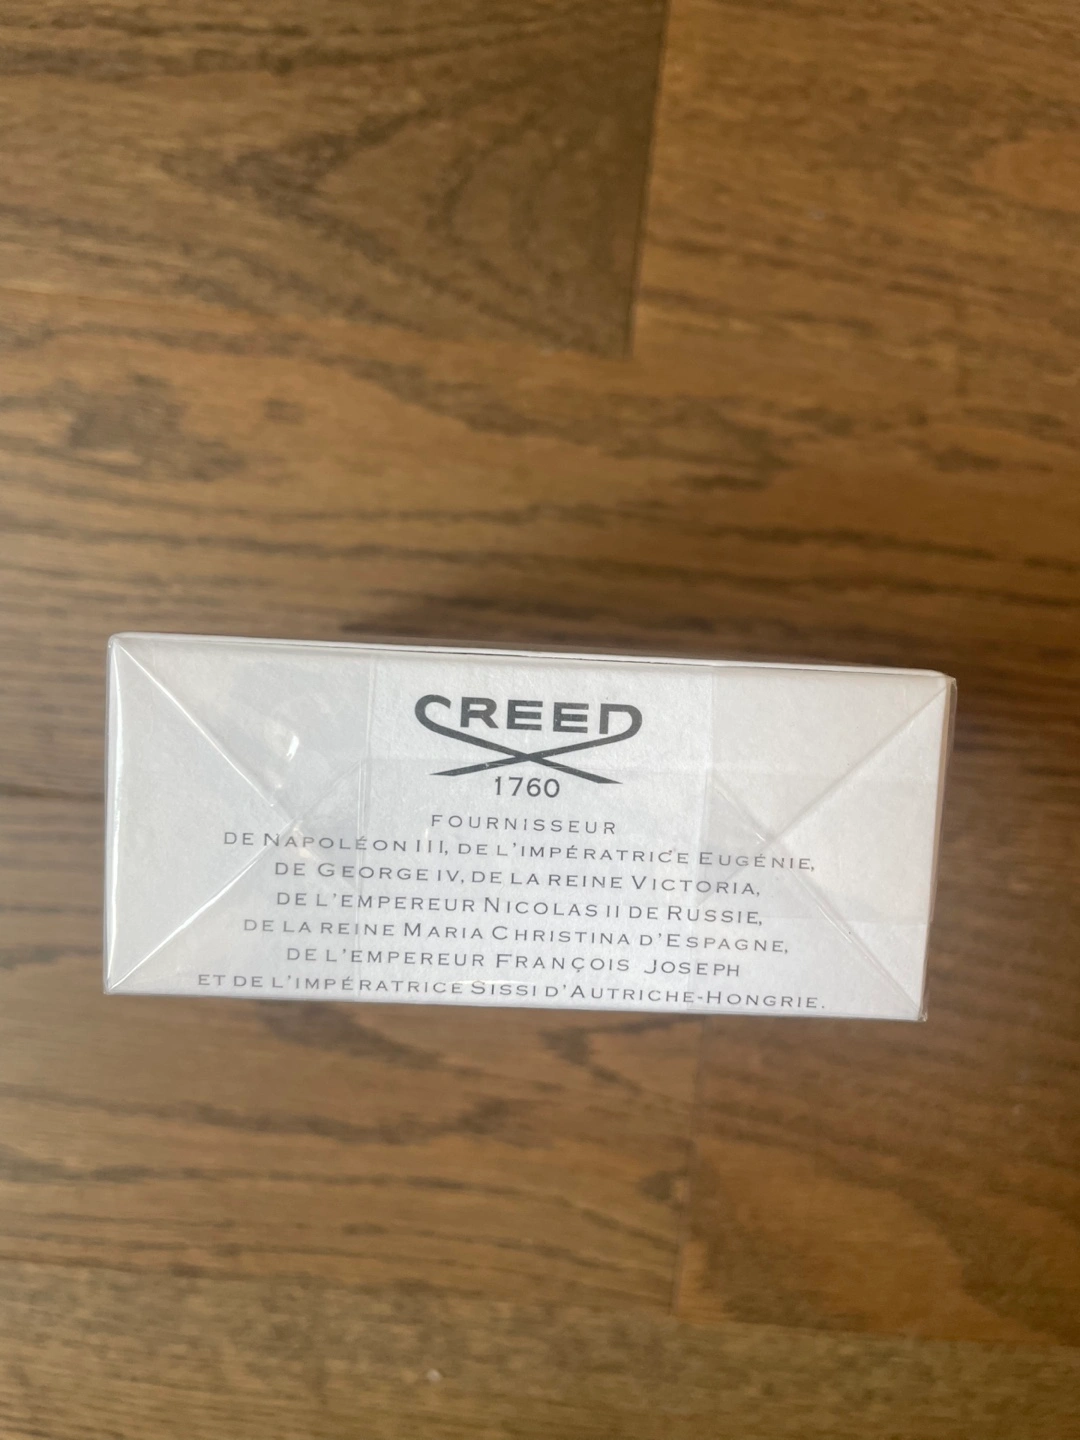 CREED
1760
FOURNISSEUR
DE NAPOLÉON III, DE L'IMPÉRATRICE EUGÉNIE,
DE GEORGE IV, DE LA REINE VICTORIA,
DE L'EMPEREUR NICOLAS II DE RUSSIE,
DE LA REINE MARIA CHRISTINA D'ESPAGNE,
DE L'EMPEREUR FRANÇOIS JOSEPH
ET DE L'IMPÉRATRICE SISSI D'AUTRICHE-HONGRIE.